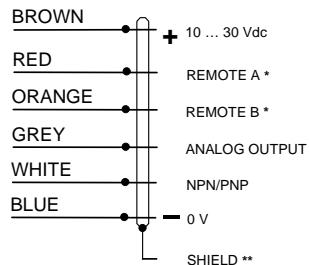 BROWN + 10 … 30 Vdc
RED REMOTE A *
ORANGE REMOTE B *
GREY ANALOG OUTPUT
WHITE NPN/PNP
BLUE − 0 V
SHIELD **